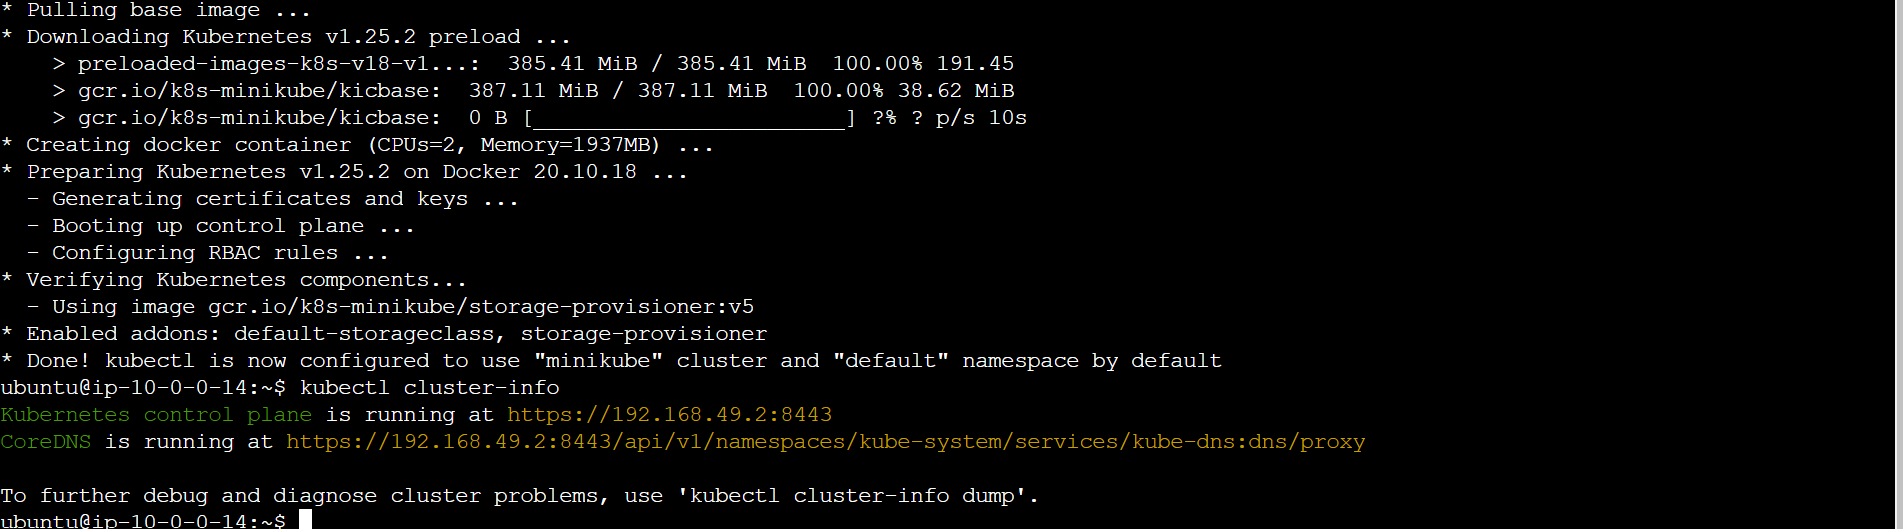 * Pulling base image ...
* Downloading Kubernetes v1.25.2 preload ...
    > preloaded-images-k8s-v18-v1...:  385.41 MiB / 385.41 MiB  100.00% 191.45
    > gcr.io/k8s-minikube/kicbase:  387.11 MiB / 387.11 MiB  100.00% 38.62 MiB
    > gcr.io/k8s-minikube/kicbase:  0 B [________________________] ?% ? p/s 10s
* Creating docker container (CPUs=2, Memory=1937MB) ...
* Preparing Kubernetes v1.25.2 on Docker 20.10.18 ...
  - Generating certificates and keys ...
  - Booting up control plane ...
  - Configuring RBAC rules ...
* Verifying Kubernetes components...
  - Using image gcr.io/k8s-minikube/storage-provisioner:v5
* Enabled addons: default-storageclass, storage-provisioner
* Done! kubectl is now configured to use "minikube" cluster and "default" namespace by default
ubuntu@ip-10-0-0-14:~$ kubectl cluster-info
Kubernetes control plane is running at https://192.168.49.2:8443
CoreDNS is running at https://192.168.49.2:8443/api/v1/namespaces/kube-system/services/kube-dns:dns/proxy

To further debug and diagnose cluster problems, use 'kubectl cluster-info dump'.
ubuntu@ip-10-0-0-14:~$